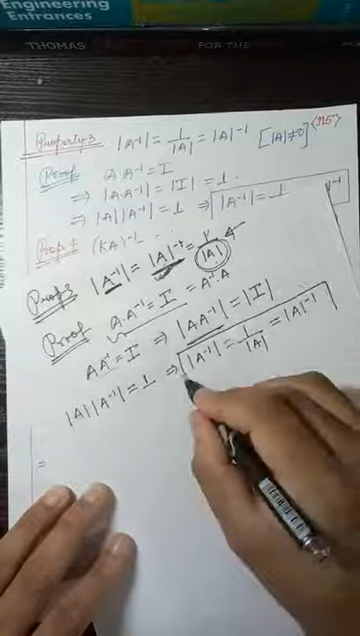 Engineering
Entrances
THOMAS
FOR THE
Property 3 |A⁻¹| = 1/|A| = |A|⁻¹ [|A| ≠ 0] <115>
Proof A·A⁻¹ = I
⇒ |A·A⁻¹| = |I| = 1.
⇒ |A||A⁻¹| = 1 ⇒ |A⁻¹| = 1
Prop 4 (KA)⁻¹ ...
Prop 3 |A⁻¹| = |A|⁻¹ = 1/|A|
Proof A·A⁻¹ = I = A⁻¹·A
AA⁻¹ = I ⇒ |AA⁻¹| = |I|
|A||A⁻¹| = 1 ⇒ |A⁻¹| = 1/|A| = |A|⁻¹
=